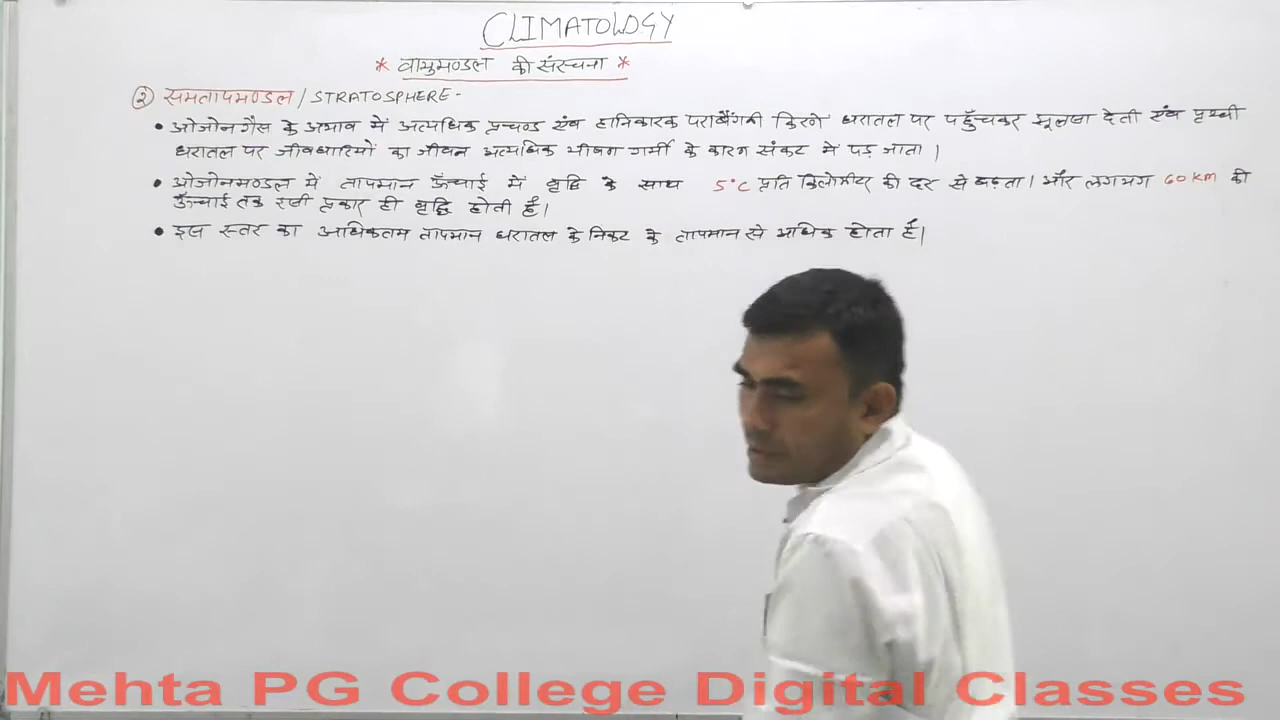 CLIMATOLOGY
* वायुमण्डल की संरचना *
② समतापमण्डल / STRATOSPHERE -
• ओजोन गैस के अभाव में अत्यधिक प्रचण्ड एंव हानिकारक पराबैंगनी किरणें धरातल पर पहुँचकर झुलसा देती एंव पृथ्वी
धरातल पर जीवधारियों का जीवन अत्यधिक भीषण गर्मी के कारण संकट में पड़ जाता।
• ओजोनमण्डल में तापमान ऊँचाई में वृद्धि के साथ 5°C प्रति किलोमीटर की दर से बढ़ता। और लगभग 60 KM की
ऊँचाई तक इसी प्रकार ही वृद्धि होती है।
• इस स्तर का अधिकतम तापमान धरातल के निकट के तापमान से अधिक होता है।
Mehta PG College Digital Classes